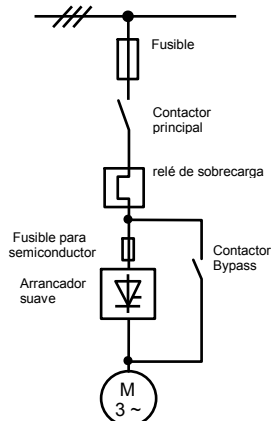 Fusible
Contactor
principal
relé de sobrecarga
Fusible para
semiconductor
Arrancador
suave
Contactor
Bypass
M
3 ~